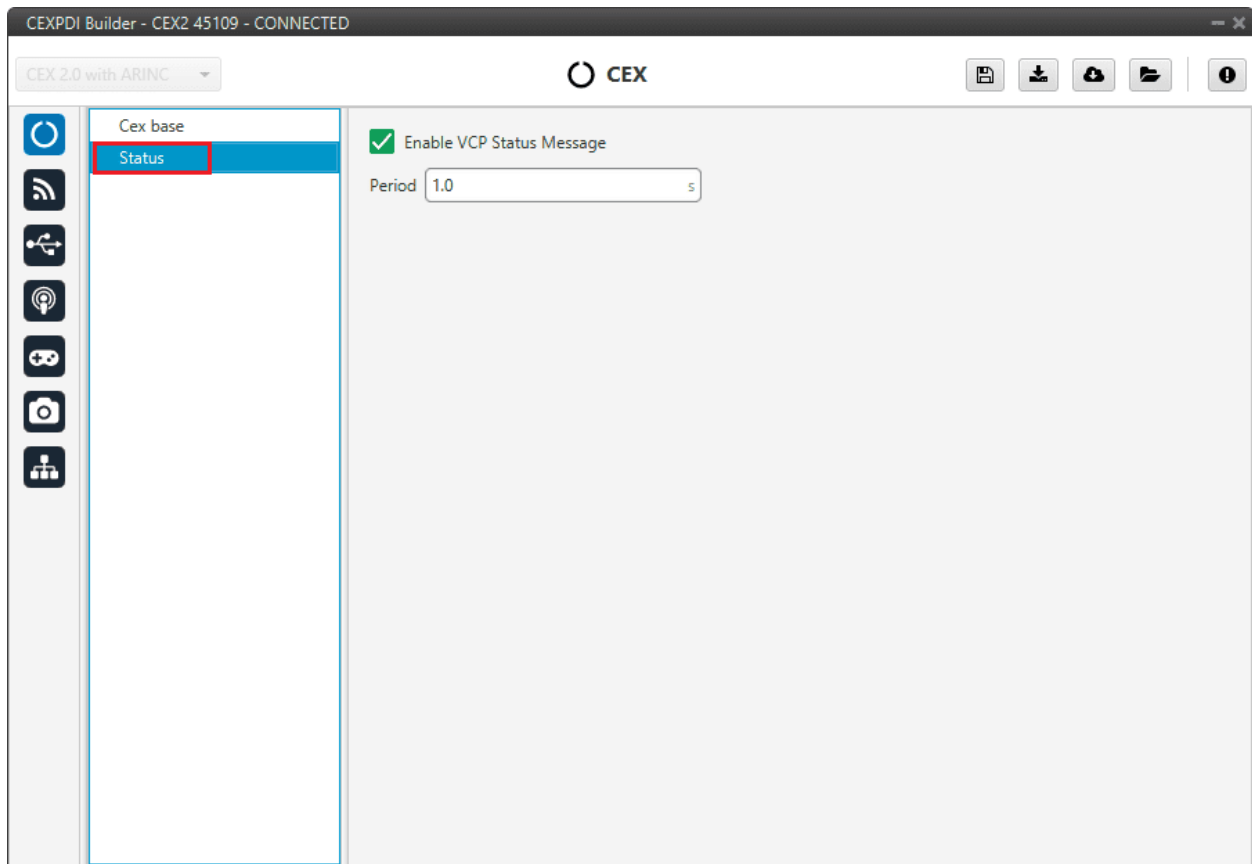 CEXPDI Builder - CEX2 45109 - CONNECTED
CEX 2.0 with ARINC
CEX
Cex base
Status
Enable VCP Status Message
Period 1.0 s